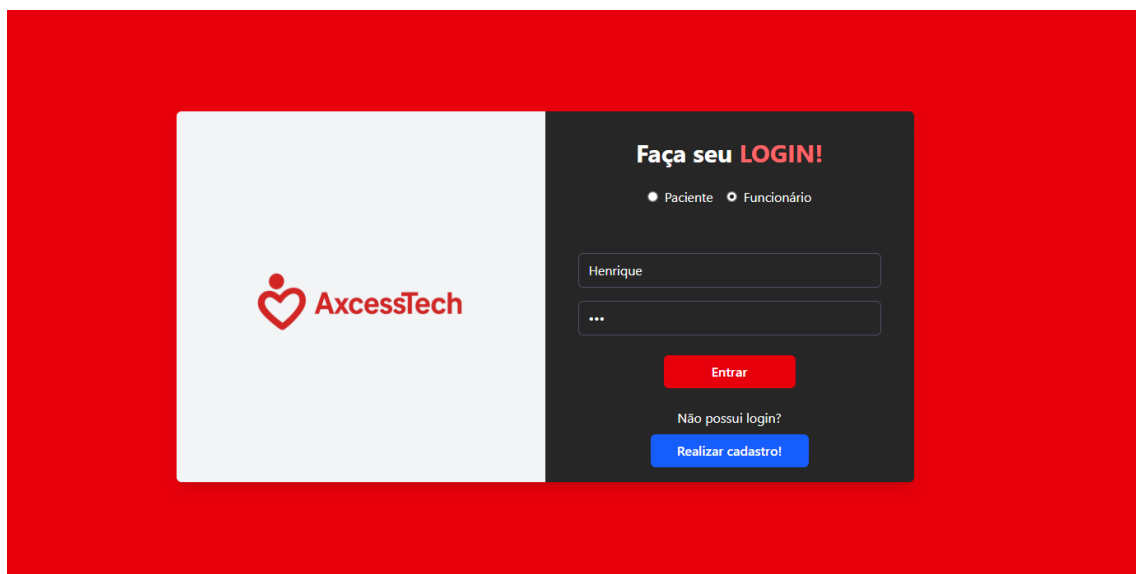 Faça seu LOGIN!
Paciente Funcionário
AxcessTech
Henrique
•••
Entrar
Não possui login?
Realizar cadastro!